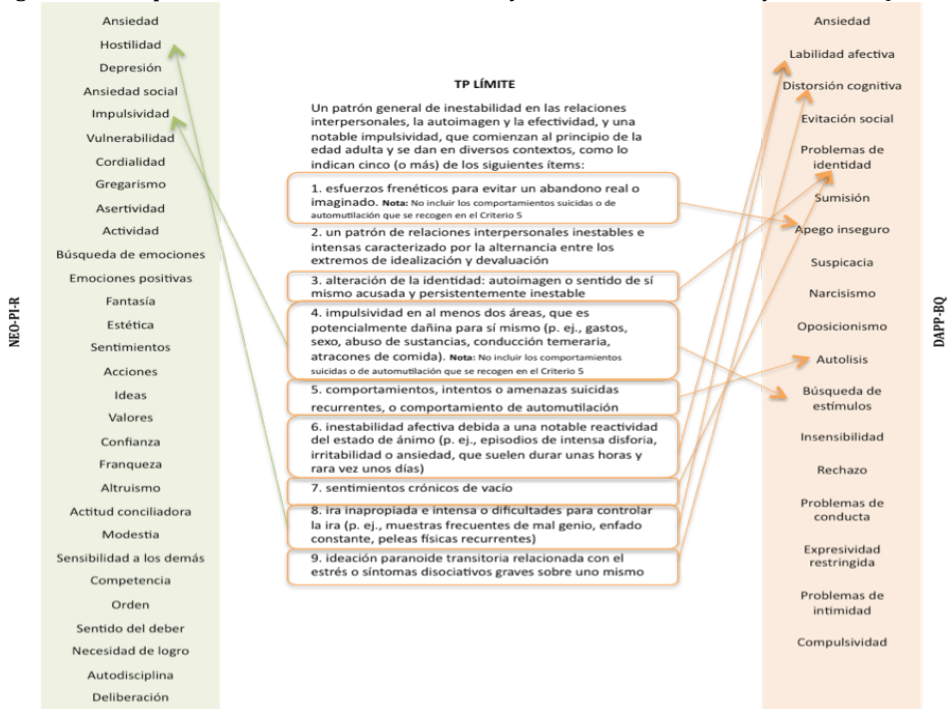 NEO-PI-R
Ansiedad
Hostilidad
Depresión
Ansiedad social
Impulsividad
Vulnerabilidad
Cordialidad
Gregarismo
Asertividad
Actividad
Búsqueda de emociones
Emociones positivas
Fantasía
Estética
Sentimientos
Acciones
Ideas
Valores
Confianza
Franqueza
Altruismo
Actitud conciliadora
Modestia
Sensibilidad a los demás
Competencia
Orden
Sentido del deber
Necesidad de logro
Autodisciplina
Deliberación
TP LÍMITE
Un patrón general de inestabilidad en las relaciones
interpersonales, la autoimagen y la efectividad, y una
notable impulsividad, que comienzan al principio de la
edad adulta y se dan en diversos contextos, como lo
indican cinco (o más) de los siguientes ítems:
1. esfuerzos frenéticos para evitar un abandono real o
imaginado. Nota: No incluir los comportamientos suicidas o de
automutilación que se recogen en el Criterio 5
2. un patrón de relaciones interpersonales inestables e
intensas caracterizado por la alternancia entre los
extremos de idealización y devaluación
3. alteración de la identidad: autoimagen o sentido de sí
mismo acusada y persistentemente inestable
4. impulsividad en al menos dos áreas, que es
potencialmente dañina para sí mismo (p. ej., gastos,
sexo, abuso de sustancias, conducción temeraria,
atracones de comida). Nota: No incluir los comportamientos
suicidas o de automutilación que se recogen en el Criterio 5
5. comportamientos, intentos o amenazas suicidas
recurrentes, o comportamiento de automutilación
6. inestabilidad afectiva debida a una notable reactividad
del estado de ánimo (p. ej., episodios de intensa disforia,
irritabilidad o ansiedad, que suelen durar unas horas y
rara vez unos días)
7. sentimientos crónicos de vacío
8. ira inapropiada e intensa o dificultades para controlar
la ira (p. ej., muestras frecuentes de mal genio, enfado
constante, peleas físicas recurrentes)
9. ideación paranoide transitoria relacionada con el
estrés o síntomas disociativos graves sobre uno mismo
Ansiedad
Labilidad afectiva
Distorsión cognitiva
Evitación social
Problemas de
identidad
Sumisión
Apego inseguro
Suspicacia
Narcisismo
Oposicionismo
Autolisis
Búsqueda de
estímulos
Insensibilidad
Rechazo
Problemas de
conducta
Expresividad
restringida
Problemas de
intimidad
Compulsividad
DAPP-BQ